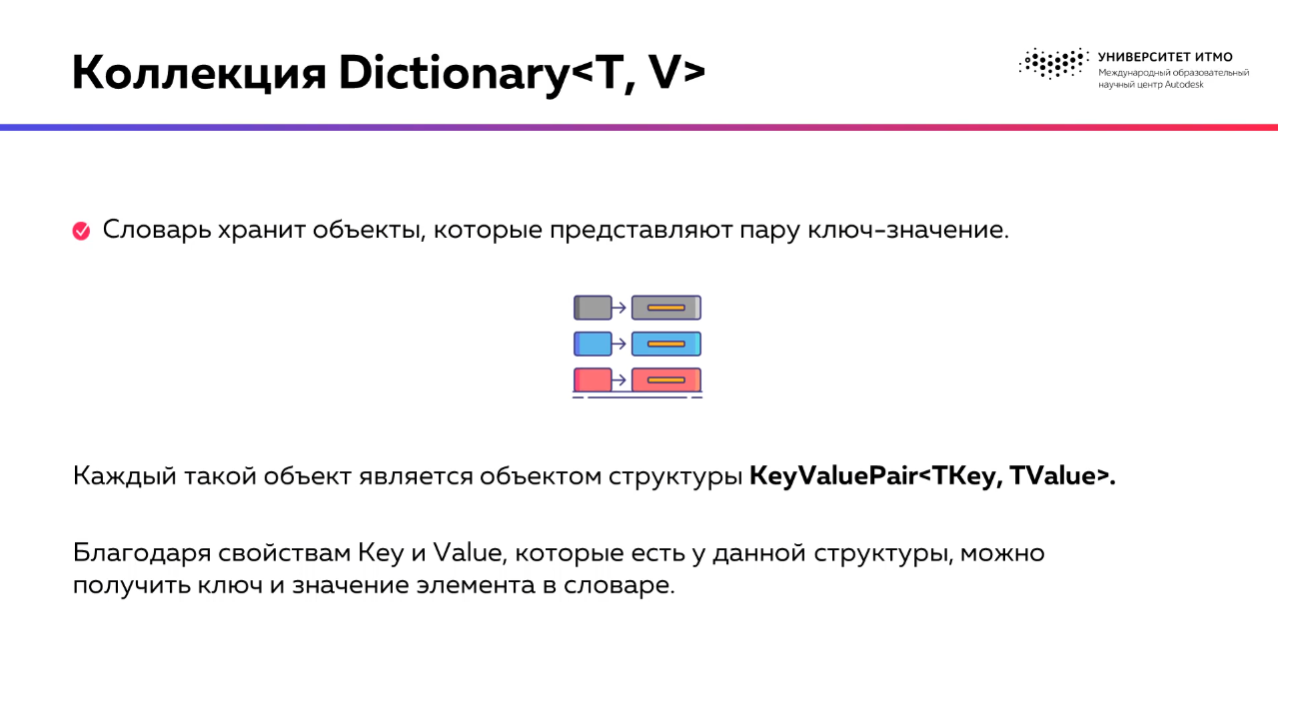 Коллекция Dictionary<T, V>
УНИВЕРСИТЕТ ИТМО
Международный образовательный
научный центр Autodesk
Словарь хранит объекты, которые представляют пару ключ-значение.
Каждый такой объект является объектом структуры KeyValuePair<TKey, TValue>.
Благодаря свойствам Key и Value, которые есть у данной структуры, можно
получить ключ и значение элемента в словаре.